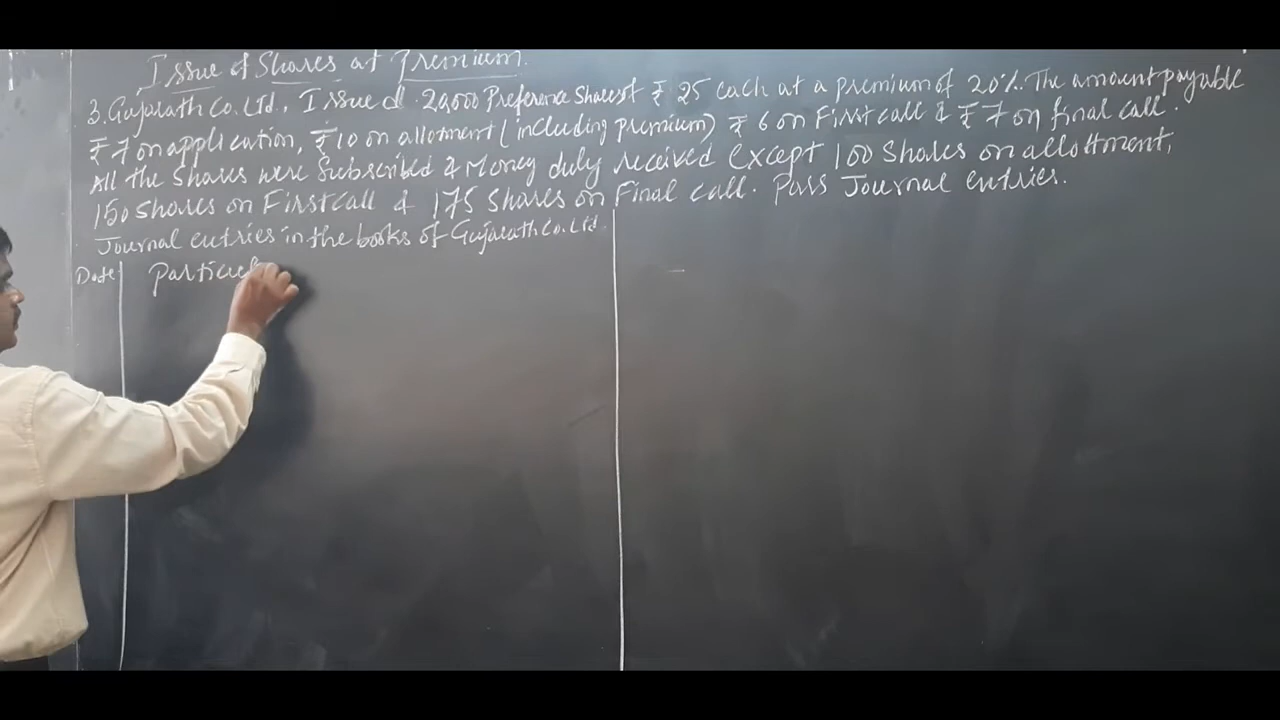 Issue of Shares at Premium.
3. Gujarath Co. Ltd., Issued 20,000 Preference Shares of ₹ 25 each at a premium of 20%. The amount payable
₹ 7 on application, ₹ 10 on allotment (including premium) ₹ 6 on First call & ₹ 7 on final call.
All the shares were Subscribed & Money duly received except 100 Shares on allottment,
150 Shares on First call & 175 Shares on Final call. Pass Journal entries.
Journal entries in the books of Gujarath Co. Ltd.
Date Particul